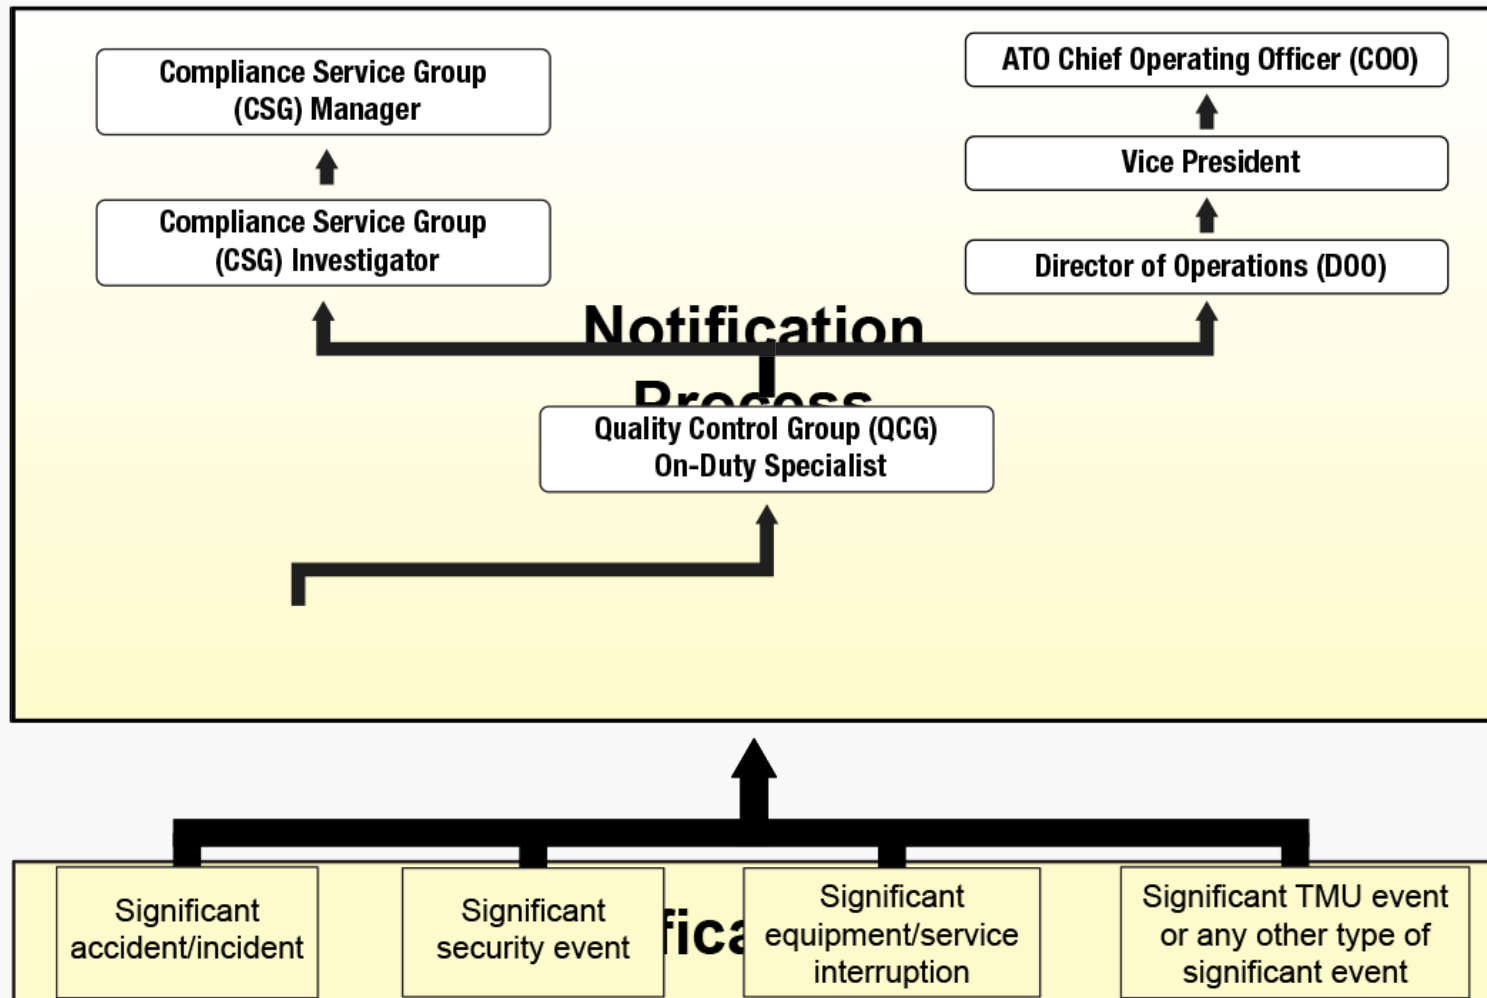 Compliance Service Group
(CSG) Manager
ATO Chief Operating Officer (COO)
Vice President
Compliance Service Group
(CSG) Investigator
Director of Operations (DOO)
Notification
Process
Quality Control Group (QCG)
On-Duty Specialist
Significant
accident/incident
Significant
security event
Significant
equipment/service
interruption
Significant TMU event
or any other type of
significant event